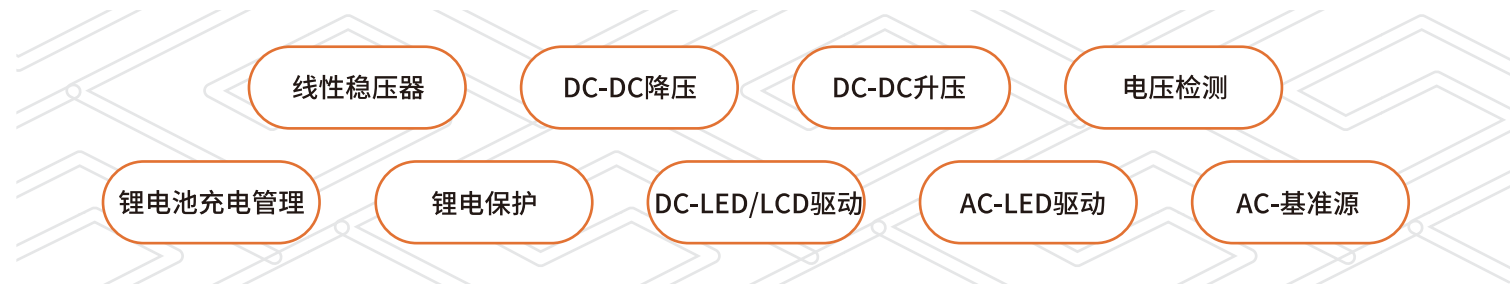 线性稳压器
DC-DC降压
DC-DC升压
电压检测
锂电池充电管理
锂电保护
DC-LED/LCD驱动
AC-LED驱动
AC-基准源